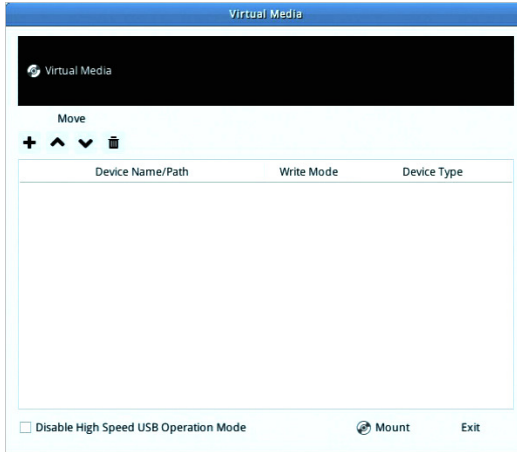 Virtual Media
Virtual Media
Move
Device Name/Path Write Mode Device Type
Disable High Speed USB Operation Mode Mount Exit